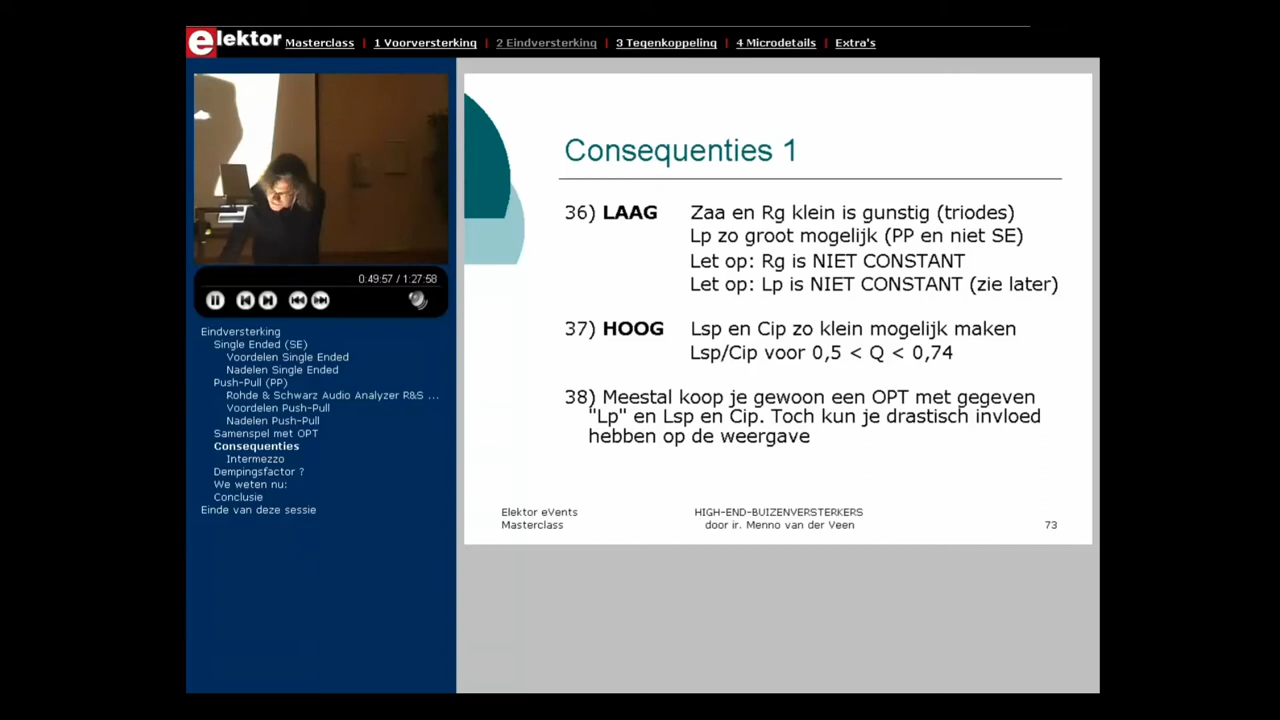 elektor Masterclass | 1 Voorversterking | 2 Eindversterking | 3 Tegenkoppeling | 4 Microdetails | Extra's
0:49:57 / 1:27:58
Eindversterking
Single Ended (SE)
Voordelen Single Ended
Nadelen Single Ended
Push-Pull (PP)
Rohde & Schwarz Audio Analyzer R&S ...
Voordelen Push-Pull
Nadelen Push-Pull
Samenspel met OPT
Consequenties
Intermezzo
Dempingsfactor ?
We weten nu:
Conclusie
Einde van deze sessie
Consequenties 1
36) LAAG Zaa en Rg klein is gunstig (triodes)
Lp zo groot mogelijk (PP en niet SE)
Let op: Rg is NIET CONSTANT
Let op: Lp is NIET CONSTANT (zie later)
37) HOOG Lsp en Cip zo klein mogelijk maken
Lsp/Cip voor 0,5 < Q < 0,74
38) Meestal koop je gewoon een OPT met gegeven
"Lp" en Lsp en Cip. Toch kun je drastisch invloed
hebben op de weergave
Elektor eVents
Masterclass
HIGH-END-BUIZENVERSTERKERS
door ir. Menno van der Veen
73